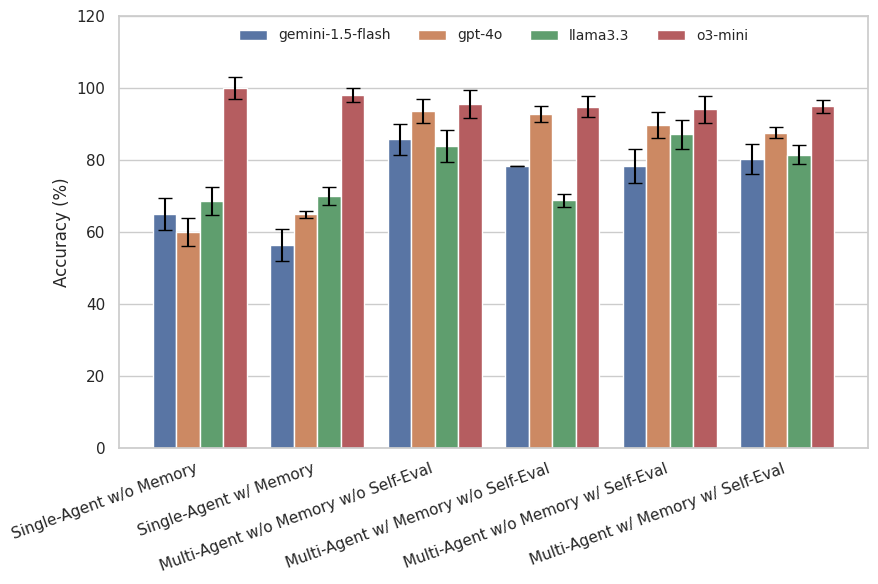 120
gemini-1.5-flash gpt-4o llama3.3 o3-mini
100
80
60
40
20
0
Accuracy (%)
Single-Agent w/o Memory
Single-Agent w/ Memory
Multi-Agent w/o Memory w/o Self-Eval
Multi-Agent w/ Memory w/o Self-Eval
Multi-Agent w/o Memory w/ Self-Eval
Multi-Agent w/ Memory w/ Self-Eval